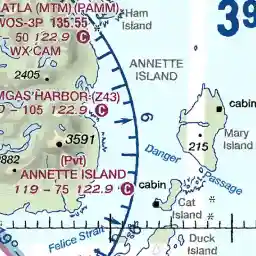 ATLA (MTM) (PAMM)
WOS-3P 135.55
50 122.9 C
WX CAM
Ham
Island
39
2405
ANNETTE
ISLAND
MGAS HARBOR (Z43)
0 - 105 122.9 C
cabin
9
3591
215
Mary
Island
882
(Pvt)
ANNETTE ISLAND
119 - 75 122.9 C
Danger
Passage
cabin
Cat
Island
Felice Strait
Duck
Island